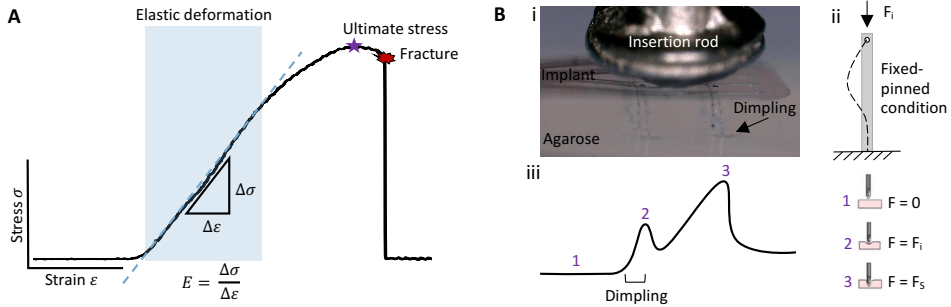 A
Elastic deformation
Ultimate stress
Fracture
Stress σ
Δσ
Δε
Strain ε
E = Δσ/Δε
B
i
Insertion rod
Implant
Dimpling
Agarose
ii
Fi
Fixed-
pinned
condition
iii
1
2
3
Dimpling
1 F = 0
2 F = Fi
3 F = FS